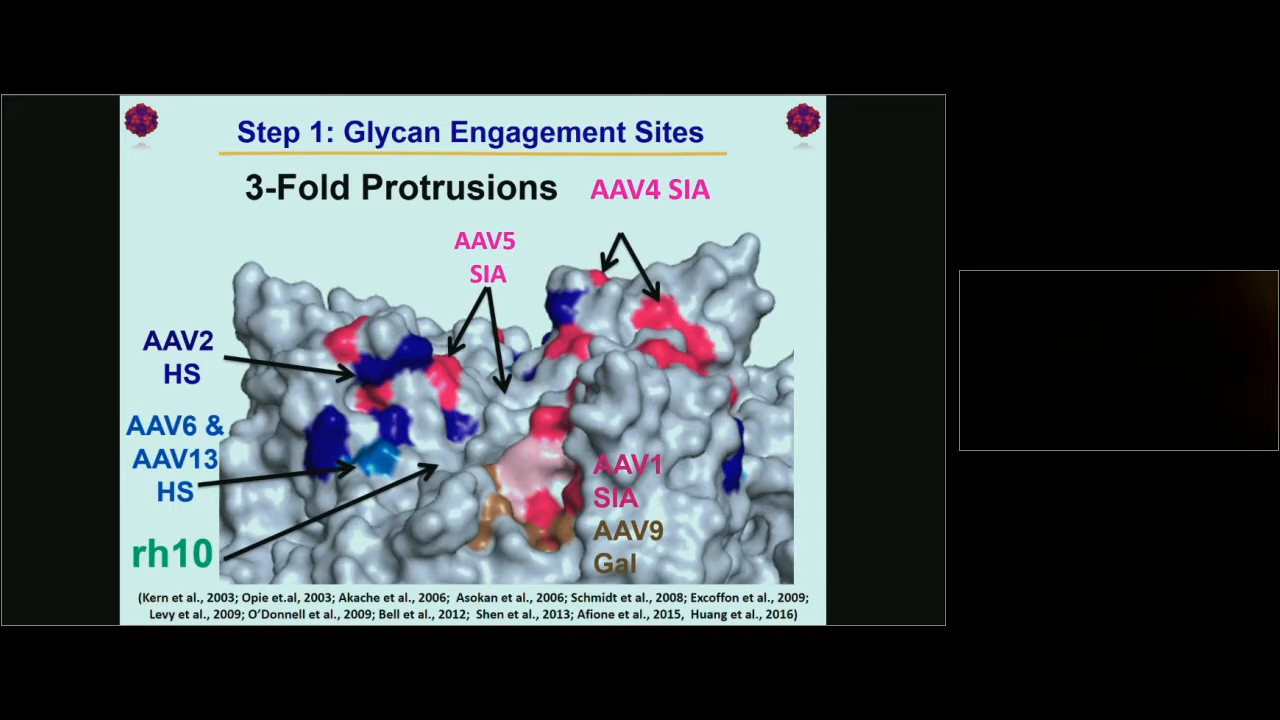 Step 1: Glycan Engagement Sites
3-Fold Protrusions
AAV4 SIA
AAV5
SIA
AAV2
HS
AAV6 &
AAV13
HS
rh10
AAV1
SIA
AAV9
Gal
(Kern et al., 2003; Opie et.al, 2003; Akache et al., 2006;  Asokan et al., 2006; Schmidt et al., 2008; Excoffon et al., 2009;
Levy et al., 2009; O’Donnell et al., 2009; Bell et al., 2012;  Shen et al., 2013; Afione et al., 2015,  Huang et al., 2016)